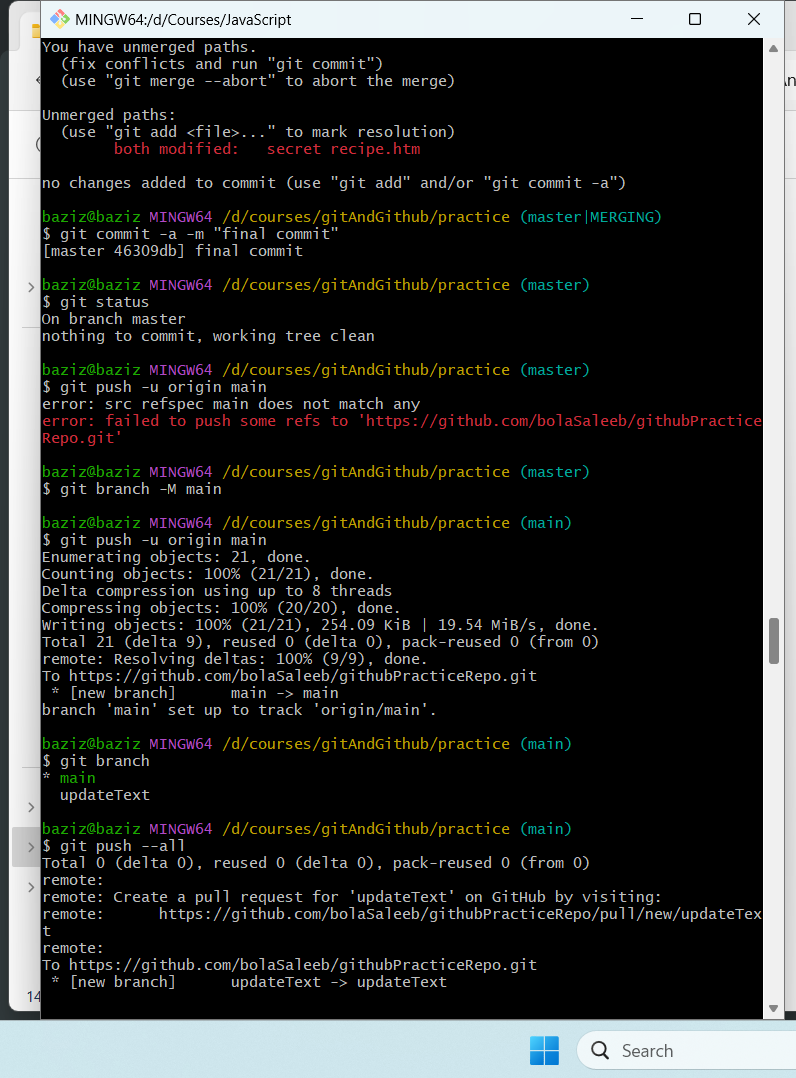 MINGW64:/d/Courses/JavaScript
You have unmerged paths.
  (fix conflicts and run "git commit")
  (use "git merge --abort" to abort the merge)
Unmerged paths:
  (use "git add <file>..." to mark resolution)
        both modified:   secret recipe.htm
no changes added to commit (use "git add" and/or "git commit -a")
baziz@baziz MINGW64 /d/courses/gitAndGithub/practice (master|MERGING)
$ git commit -a -m "final commit"
[master 46309db] final commit
baziz@baziz MINGW64 /d/courses/gitAndGithub/practice (master)
$ git status
On branch master
nothing to commit, working tree clean
baziz@baziz MINGW64 /d/courses/gitAndGithub/practice (master)
$ git push -u origin main
error: src refspec main does not match any
error: failed to push some refs to 'https://github.com/bolaSaleeb/githubPractice
Repo.git'
baziz@baziz MINGW64 /d/courses/gitAndGithub/practice (master)
$ git branch -M main
baziz@baziz MINGW64 /d/courses/gitAndGithub/practice (main)
$ git push -u origin main
Enumerating objects: 21, done.
Counting objects: 100% (21/21), done.
Delta compression using up to 8 threads
Compressing objects: 100% (20/20), done.
Writing objects: 100% (21/21), 254.09 KiB | 19.54 MiB/s, done.
Total 21 (delta 9), reused 0 (delta 0), pack-reused 0 (from 0)
remote: Resolving deltas: 100% (9/9), done.
To https://github.com/bolaSaleeb/githubPracticeRepo.git
 * [new branch]      main -> main
branch 'main' set up to track 'origin/main'.
baziz@baziz MINGW64 /d/courses/gitAndGithub/practice (main)
$ git branch
* main
  updateText
baziz@baziz MINGW64 /d/courses/gitAndGithub/practice (main)
$ git push --all
Total 0 (delta 0), reused 0 (delta 0), pack-reused 0 (from 0)
remote:
remote: Create a pull request for 'updateText' on GitHub by visiting:
remote:      https://github.com/bolaSaleeb/githubPracticeRepo/pull/new/updateTex
t
remote:
To https://github.com/bolaSaleeb/githubPracticeRepo.git
 * [new branch]      updateText -> updateText
14
Search